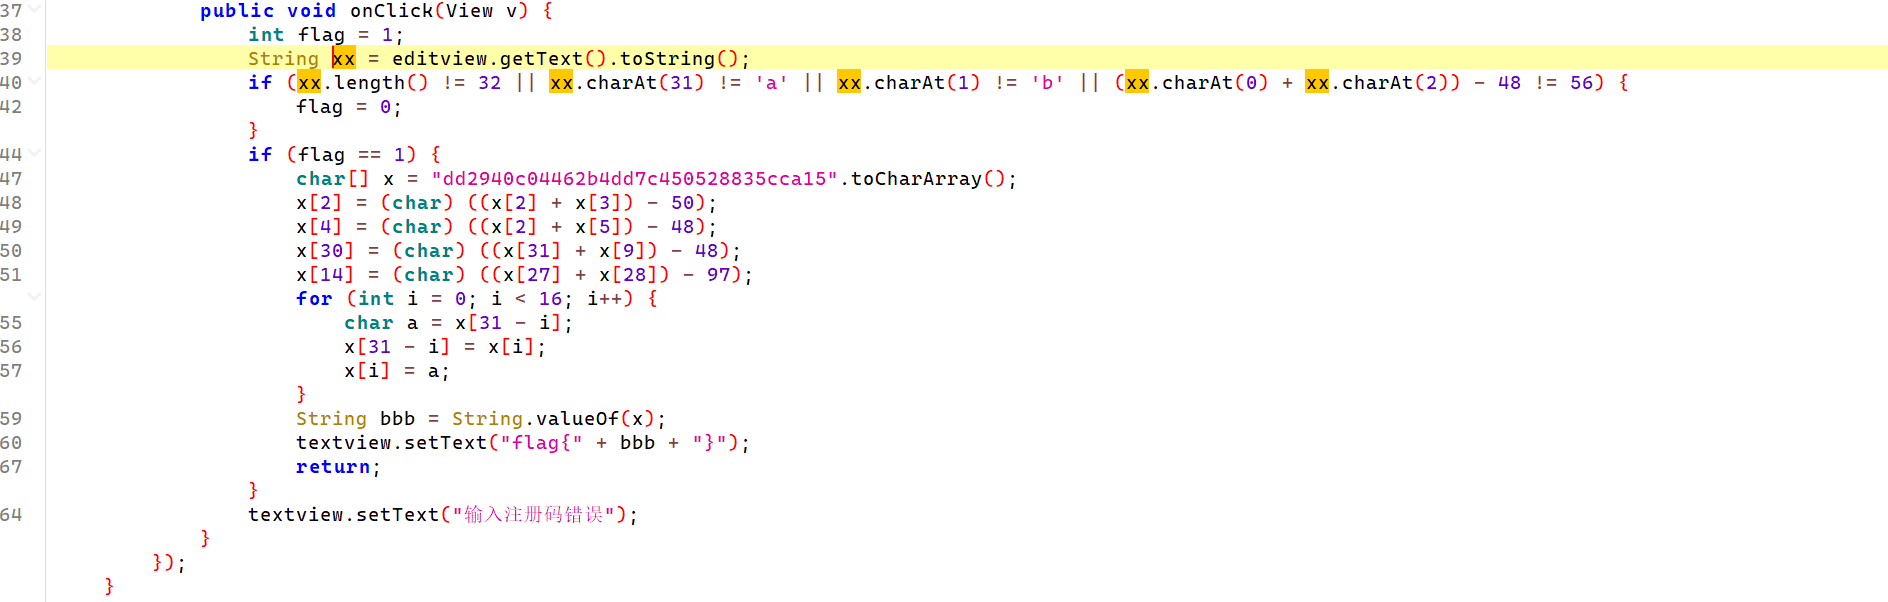 37 public void onClick(View v) {
38 int flag = 1;
39 String xx = editview.getText().toString();
40 if (xx.length() != 32 || xx.charAt(31) != 'a' || xx.charAt(1) != 'b' || (xx.charAt(0) + xx.charAt(2)) - 48 != 56) {
42 flag = 0;
}
44 if (flag == 1) {
47 char[] x = "dd2940c04462b4dd7c450528835cca15".toCharArray();
48 x[2] = (char) ((x[2] + x[3]) - 50);
49 x[4] = (char) ((x[2] + x[5]) - 48);
50 x[30] = (char) ((x[31] + x[9]) - 48);
51 x[14] = (char) ((x[27] + x[28]) - 97);
for (int i = 0; i < 16; i++) {
55 char a = x[31 - i];
56 x[31 - i] = x[i];
57 x[i] = a;
}
59 String bbb = String.valueOf(x);
60 textview.setText("flag{" + bbb + "}");
67 return;
}
64 textview.setText("输入注册码错误");
}
});
}